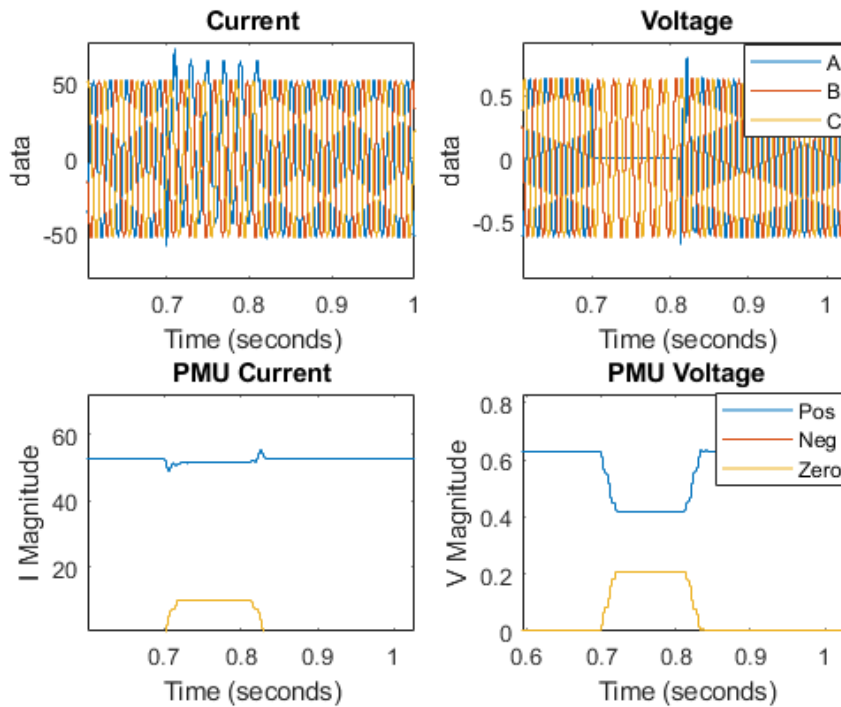 Current
data
50
0
-50
0.7
0.8
0.9
1
Time (seconds)
Voltage
data
0.5
0
-0.5
0.7
0.8
0.9
1
Time (seconds)
A
B
C
PMU Current
I Magnitude
60
40
20
0.7
0.8
0.9
1
Time (seconds)
PMU Voltage
V Magnitude
0.8
0.6
0.4
0.2
0
0.6
0.7
0.8
0.9
1
Time (seconds)
Pos
Neg
Zero